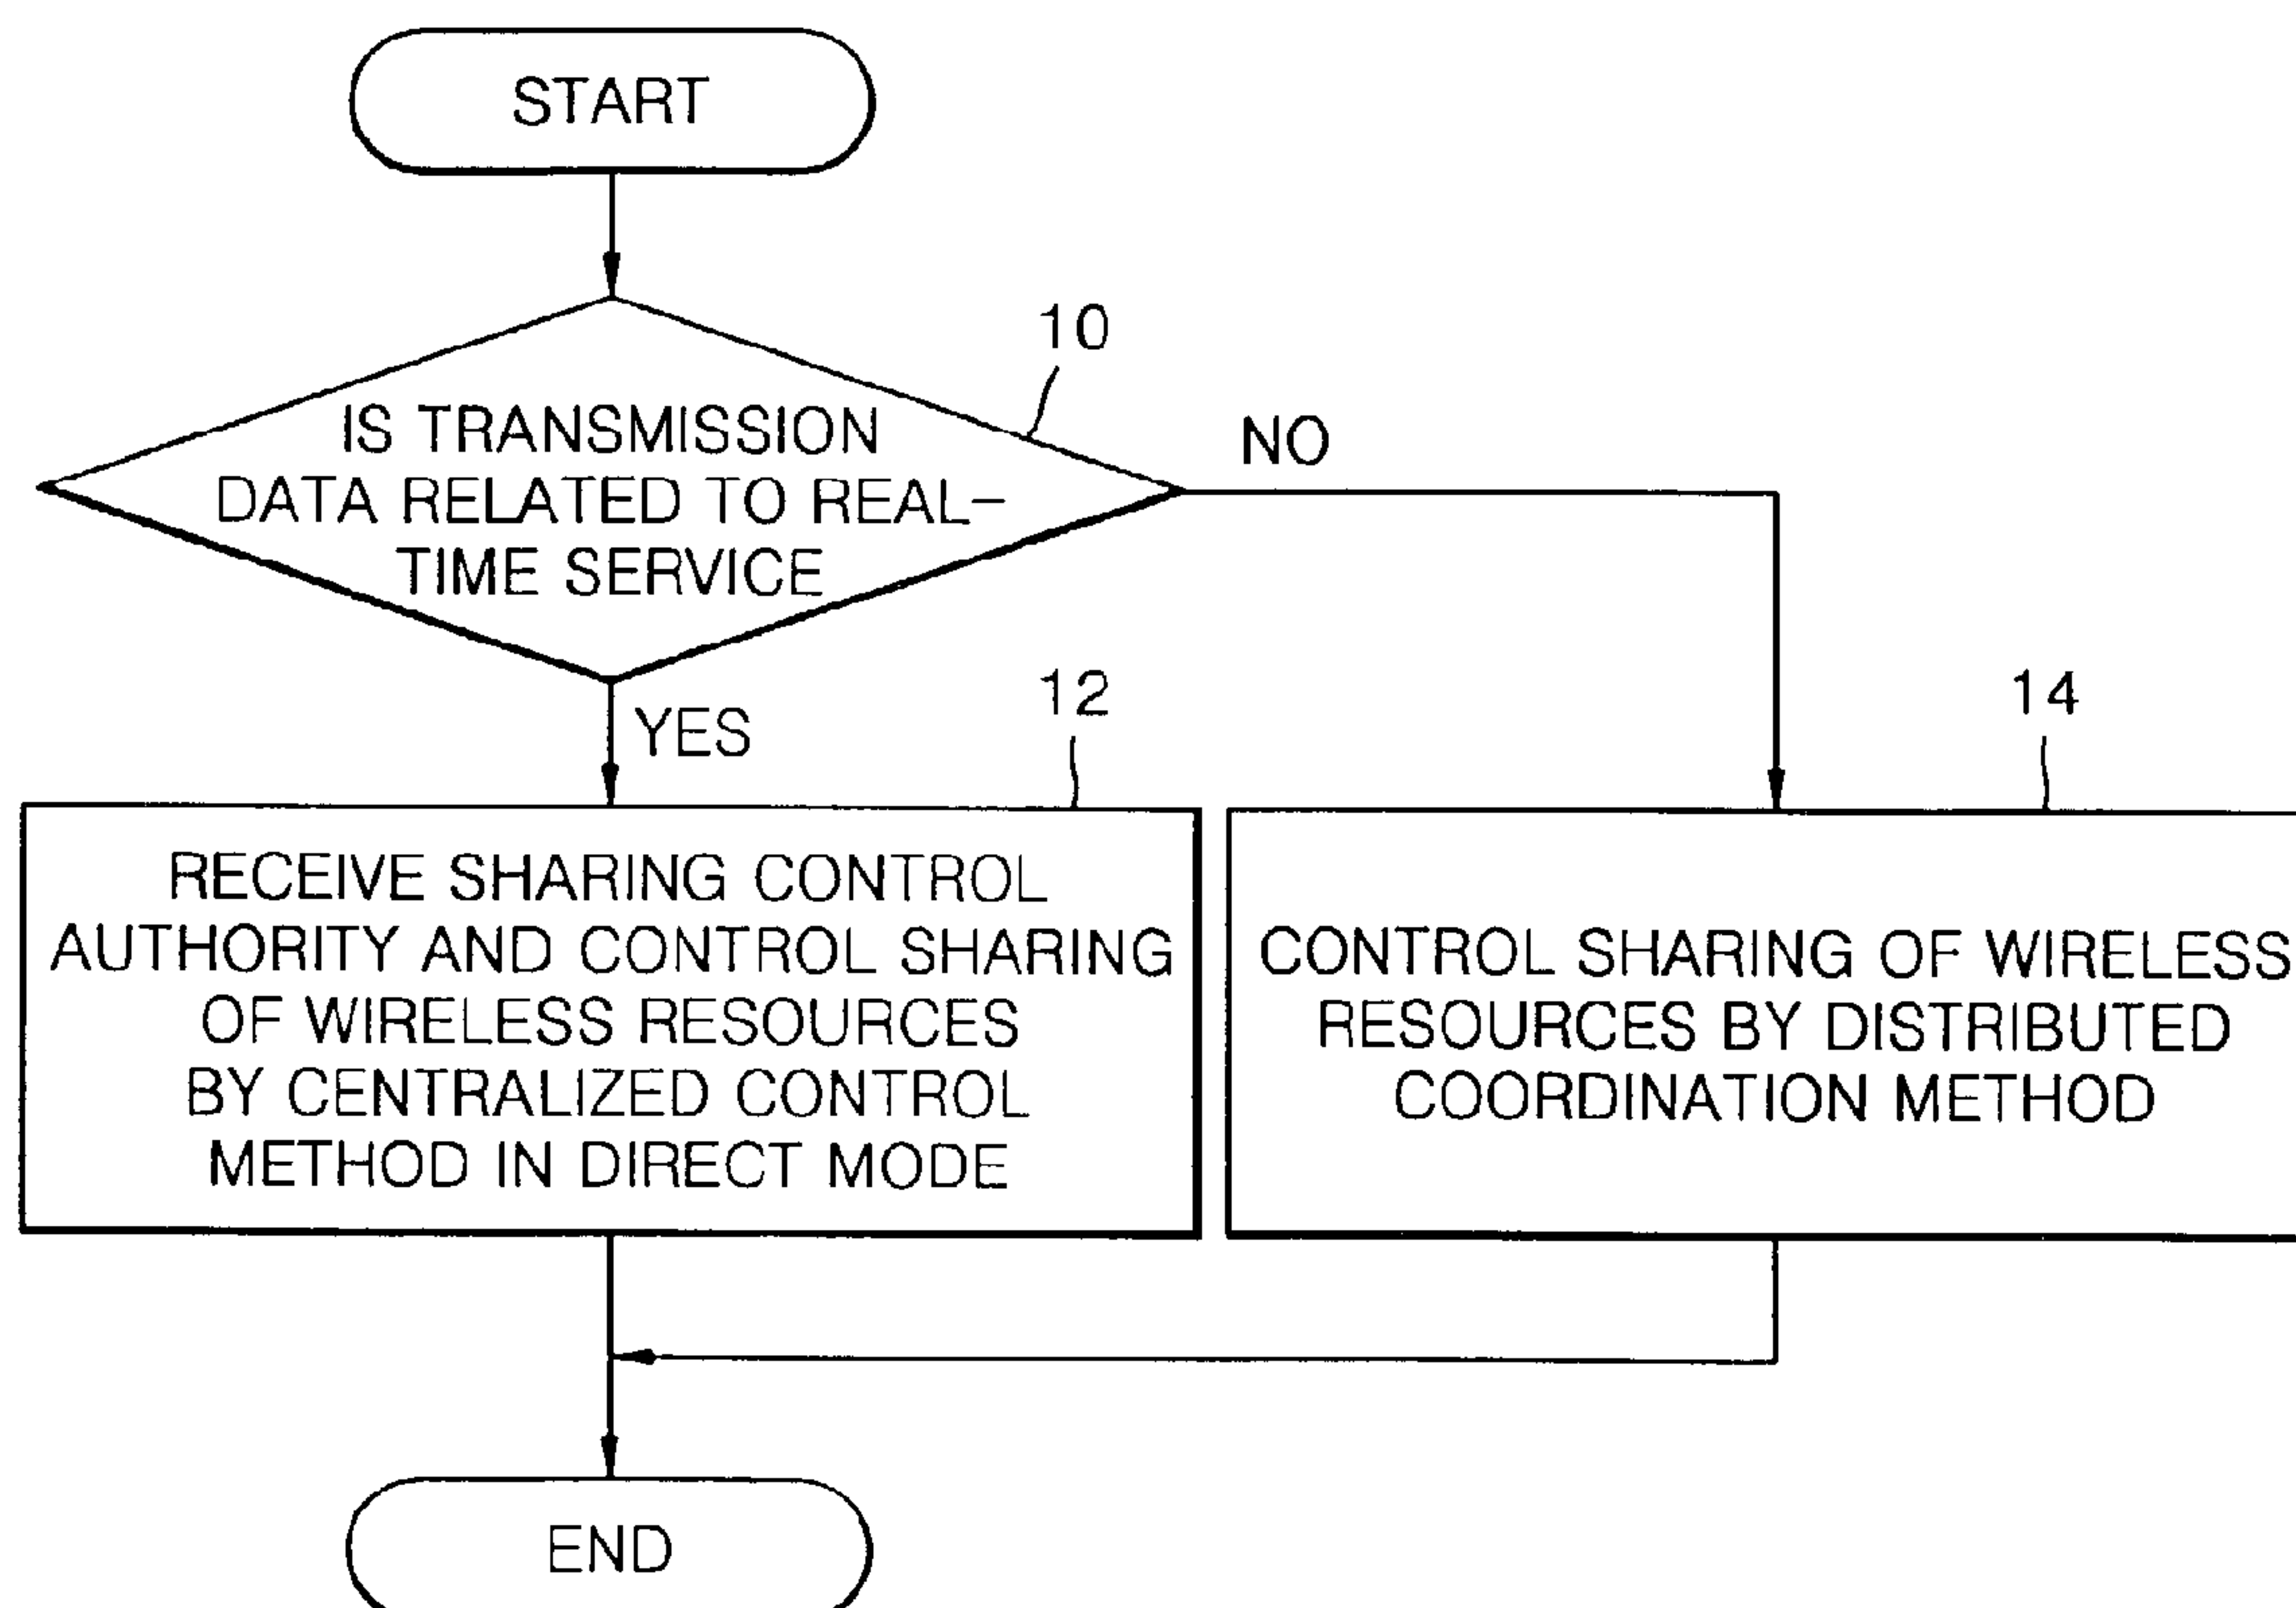 START
10
IS TRANSMISSION
DATA RELATED TO REAL-
TIME SERVICE
NO
YES
12
RECEIVE SHARING CONTROL
AUTHORITY AND CONTROL SHARING
OF WIRELESS RESOURCES
BY CENTRALIZED CONTROL
METHOD IN DIRECT MODE
14
CONTROL SHARING OF WIRELESS
RESOURCES BY DISTRIBUTED
COORDINATION METHOD
END